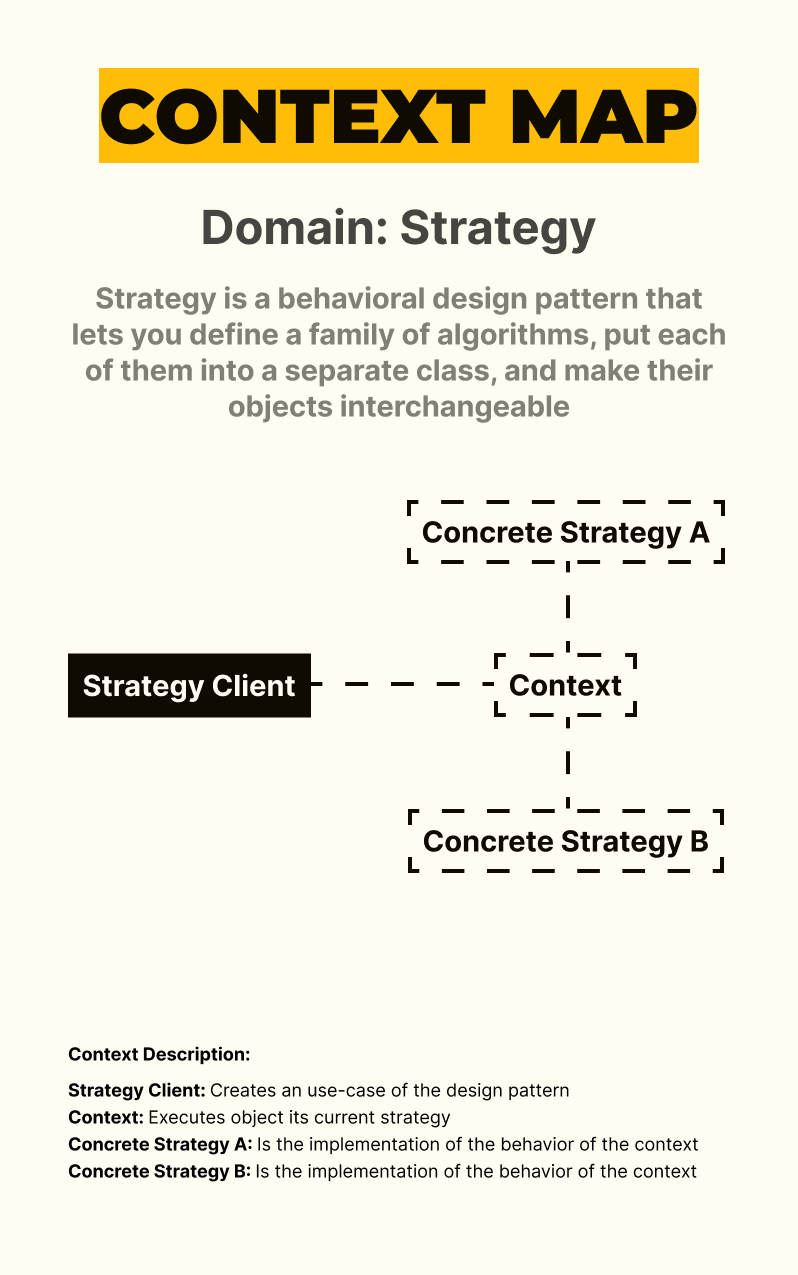 CONTEXT MAP
Domain: Strategy
Strategy is a behavioral design pattern that
lets you define a family of algorithms, put each
of them into a separate class, and make their
objects interchangeable
Concrete Strategy A
Strategy Client
Context
Concrete Strategy B
Context Description:
Strategy Client: Creates an use-case of the design pattern
Context: Executes object its current strategy
Concrete Strategy A: Is the implementation of the behavior of the context
Concrete Strategy B: Is the implementation of the behavior of the context